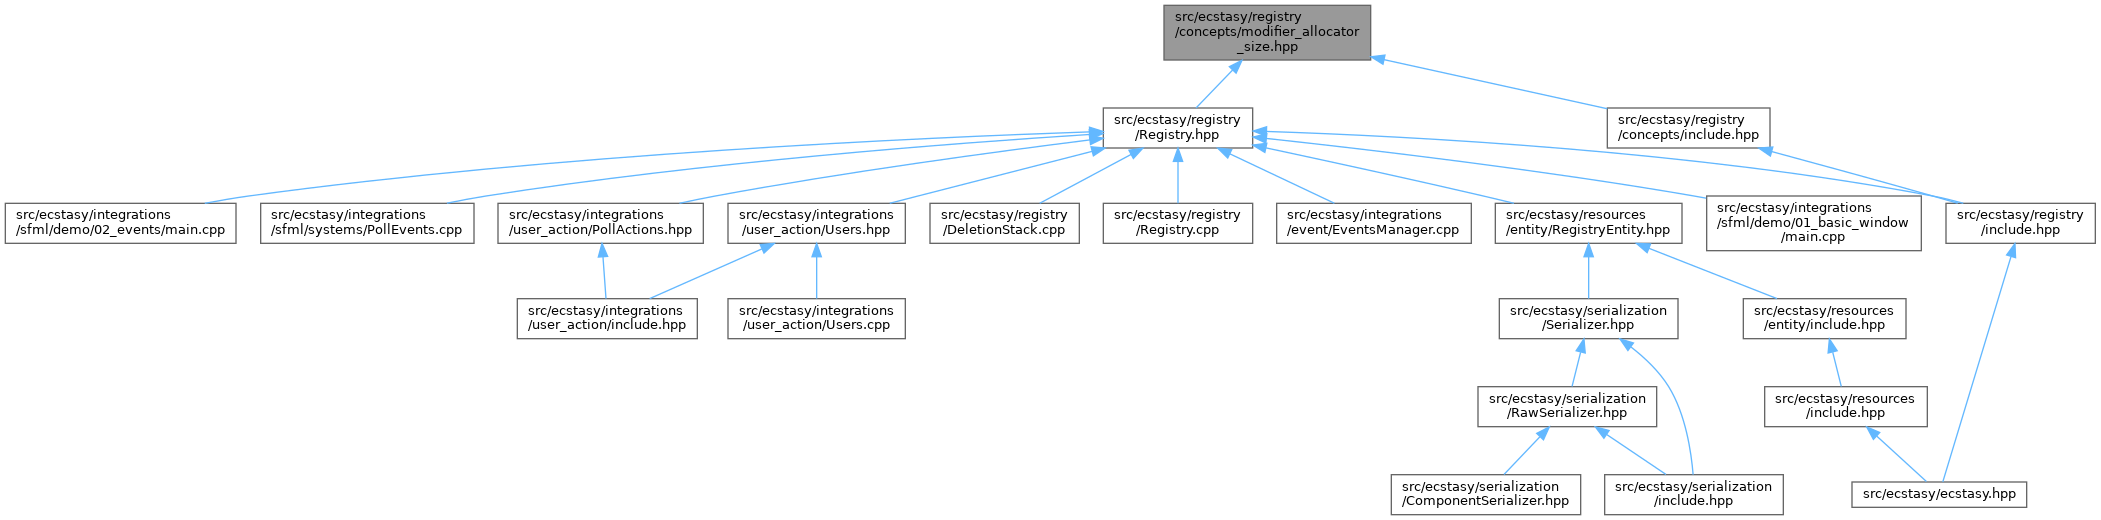 src/ecstasy/registry
/concepts/modifier_allocator
_size.hpp
src/ecstasy/registry
/Registry.hpp
src/ecstasy/registry
/concepts/include.hpp
src/ecstasy/integrations
/sfml/demo/02_events/main.cpp
src/ecstasy/integrations
/sfml/systems/PollEvents.cpp
src/ecstasy/integrations
/user_action/PollActions.hpp
src/ecstasy/integrations
/user_action/Users.hpp
src/ecstasy/registry
/DeletionStack.cpp
src/ecstasy/registry
/Registry.cpp
src/ecstasy/integrations
/event/EventsManager.cpp
src/ecstasy/resources
/entity/RegistryEntity.hpp
src/ecstasy/integrations
/sfml/demo/01_basic_window
/main.cpp
src/ecstasy/registry
/include.hpp
src/ecstasy/integrations
/user_action/include.hpp
src/ecstasy/integrations
/user_action/Users.cpp
src/ecstasy/serialization
/Serializer.hpp
src/ecstasy/resources
/entity/include.hpp
src/ecstasy/serialization
/RawSerializer.hpp
src/ecstasy/resources
/include.hpp
src/ecstasy/serialization
/ComponentSerializer.hpp
src/ecstasy/serialization
/include.hpp
src/ecstasy/ecstasy.hpp